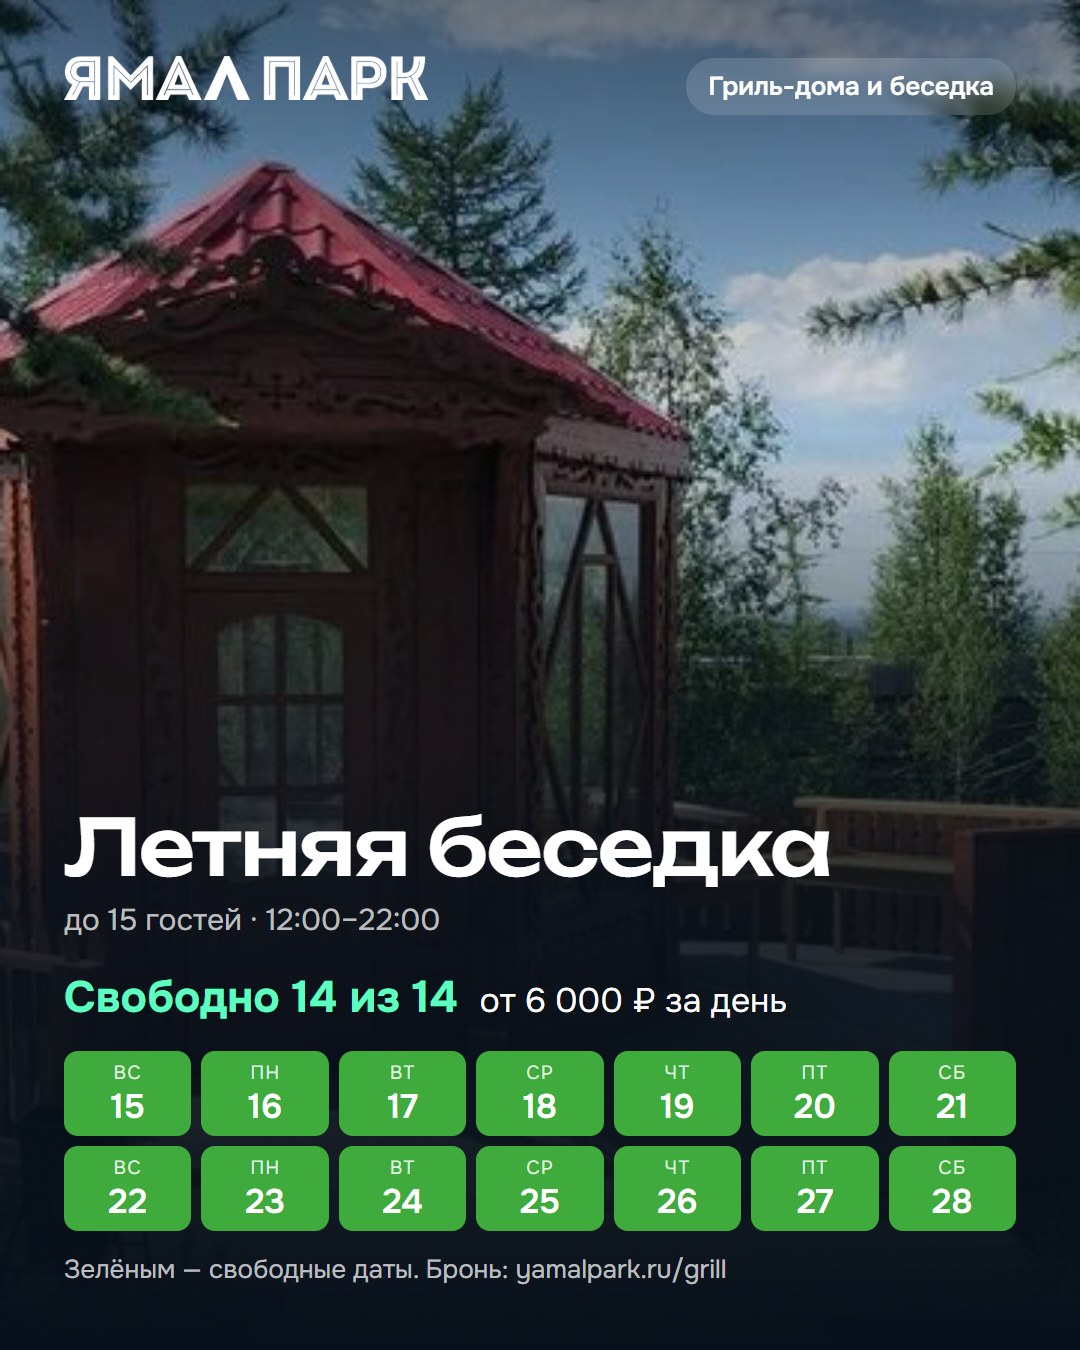 ЯМАЛ ПАРК
Гриль-дома и беседка
Летняя беседка
до 15 гостей · 12:00–22:00
Свободно 14 из 14 от 6 000 ₽ за день
ВС ПН ВТ СР ЧТ ПТ СБ
15 16 17 18 19 20 21
ВС ПН ВТ СР ЧТ ПТ СБ
22 23 24 25 26 27 28
Зелёным — свободные даты. Бронь: yamalpark.ru/grill